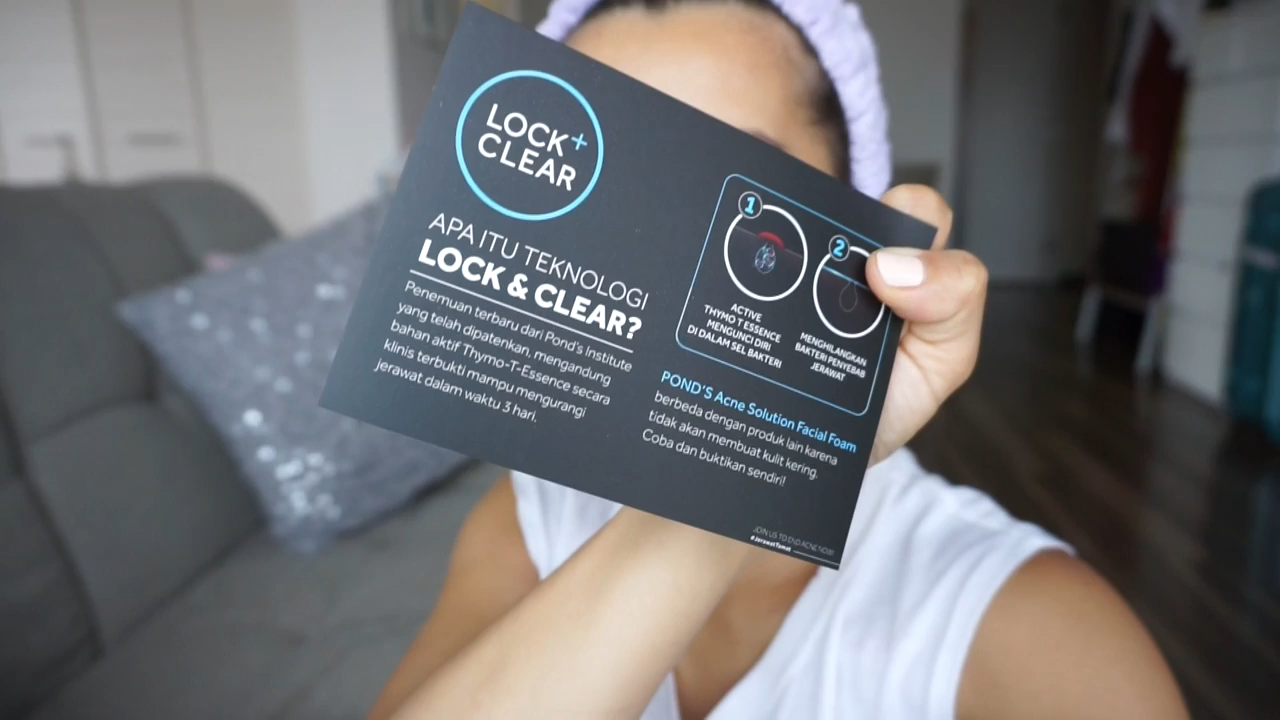 LOCK+
CLEAR
APA ITU TEKNOLOGI
LOCK & CLEAR?
Penemuan terbaru dari Pond's Institute
yang telah dipatenkan, mengandung
bahan aktif Thymo-T-Essence secara
klinis terbukti mampu mengurangi
jerawat dalam waktu 3 hari.
1
ACTIVE
THYMO T ESSENCE
MENGUNCI DIRI
DI DALAM SEL BAKTERI
2
MENGHILANGKAN
BAKTERI PENYEBAB
JERAWAT
POND'S Acne Solution Facial Foam
berbeda dengan produk lain karena
tidak akan membuat kulit kering.
Coba dan buktikan sendiri!
JOIN US TO END ACNE NOW!
#JerawatTamat